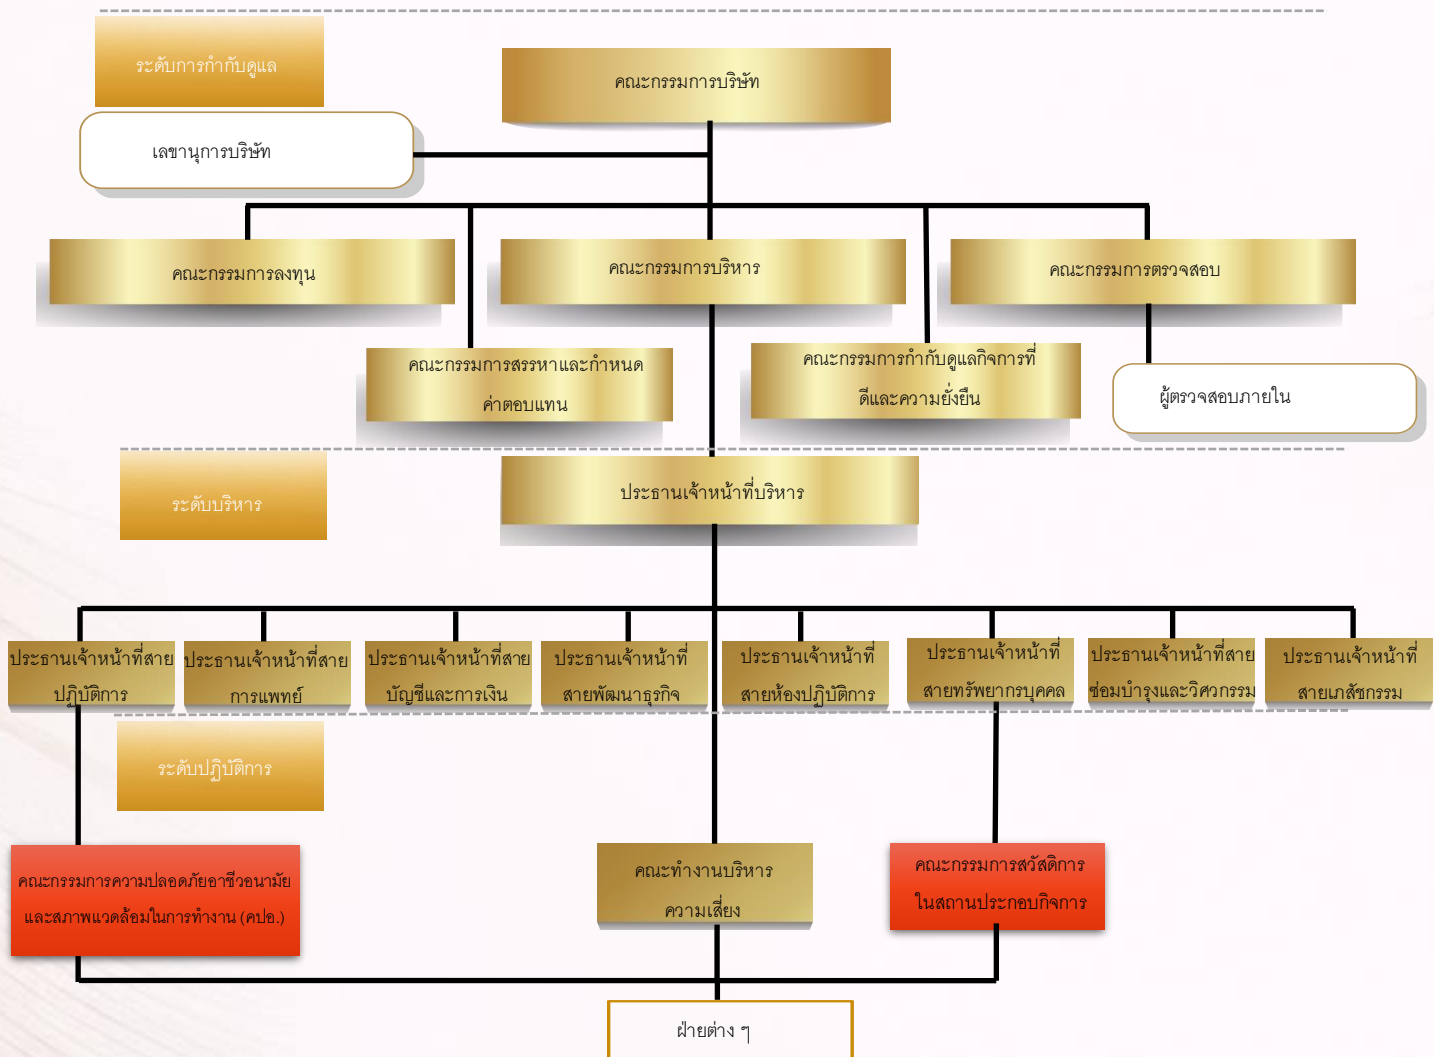 ระดับการกำกับดูแล
คณะกรรมการบริษัท
เลขานุการบริษัท
คณะกรรมการลงทุน
คณะกรรมการบริหาร
คณะกรรมการตรวจสอบ
คณะกรรมการสรรหาและกำหนด
ค่าตอบแทน
คณะกรรมการกำกับดูแลกิจการที่
ดีและความยั่งยืน
ผู้ตรวจสอบภายใน
ระดับบริหาร
ประธานเจ้าหน้าที่บริหาร
ประธานเจ้าหน้าที่สาย
ปฏิบัติการ
ประธานเจ้าหน้าที่สาย
การแพทย์
ประธานเจ้าหน้าที่สาย
บัญชีและการเงิน
ประธานเจ้าหน้าที่
สายพัฒนาธุรกิจ
ประธานเจ้าหน้าที่
สายห้องปฏิบัติการ
ประธานเจ้าหน้าที่
สายทรัพยากรบุคคล
ประธานเจ้าหน้าที่สาย
ซ่อมบำรุงและวิศวกรรม
ประธานเจ้าหน้าที่
สายเภสัชกรรม
ระดับปฏิบัติการ
คณะกรรมการความปลอดภัยอาชีวอนามัย
และสภาพแวดล้อมในการทำงาน (คปอ.)
คณะทำงานบริหาร
ความเสี่ยง
คณะกรรมการสวัสดิการ
ในสถานประกอบกิจการ
ฝ่ายต่าง ๆ